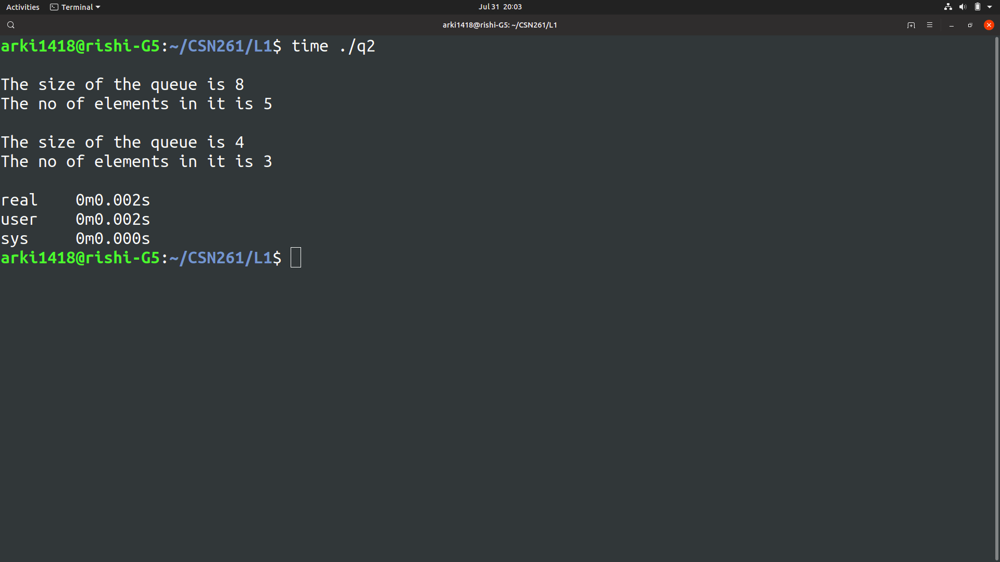 Activities Terminal Jul 31 20:03
arki1418@rishi-G5: ~/CSN261/L1
arki1418@rishi-G5:~/CSN261/L1$ time ./q2
The size of the queue is 8
The no of elements in it is 5
The size of the queue is 4
The no of elements in it is 3
real 0m0.002s
user 0m0.002s
sys 0m0.000s
arki1418@rishi-G5:~/CSN261/L1$